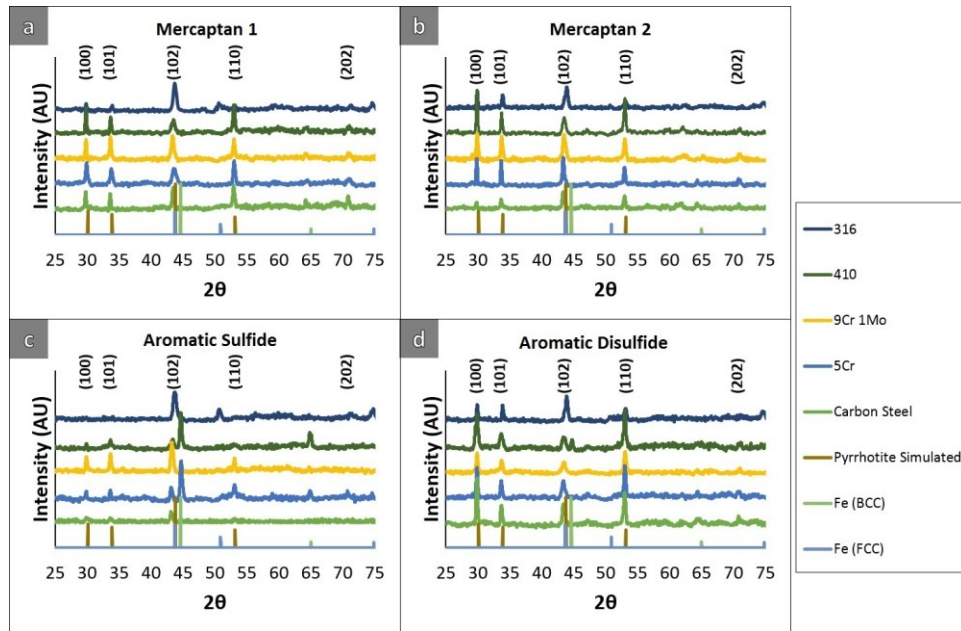 a
Mercaptan 1
(100)
(101)
(102)
(110)
(202)
Intensity (AU)
25 30 35 40 45 50 55 60 65 70 75
2θ
b
Mercaptan 2
(100)
(101)
(102)
(110)
(202)
Intensity (AU)
25 30 35 40 45 50 55 60 65 70 75
2θ
c
Aromatic Sulfide
(100)
(101)
(102)
(110)
(202)
Intensity (AU)
25 30 35 40 45 50 55 60 65 70 75
2θ
d
Aromatic Disulfide
(100)
(101)
(102)
(110)
(202)
Intensity (AU)
25 30 35 40 45 50 55 60 65 70 75
2θ
316
410
9Cr 1Mo
5Cr
Carbon Steel
Pyrrhotite Simulated
Fe (BCC)
Fe (FCC)